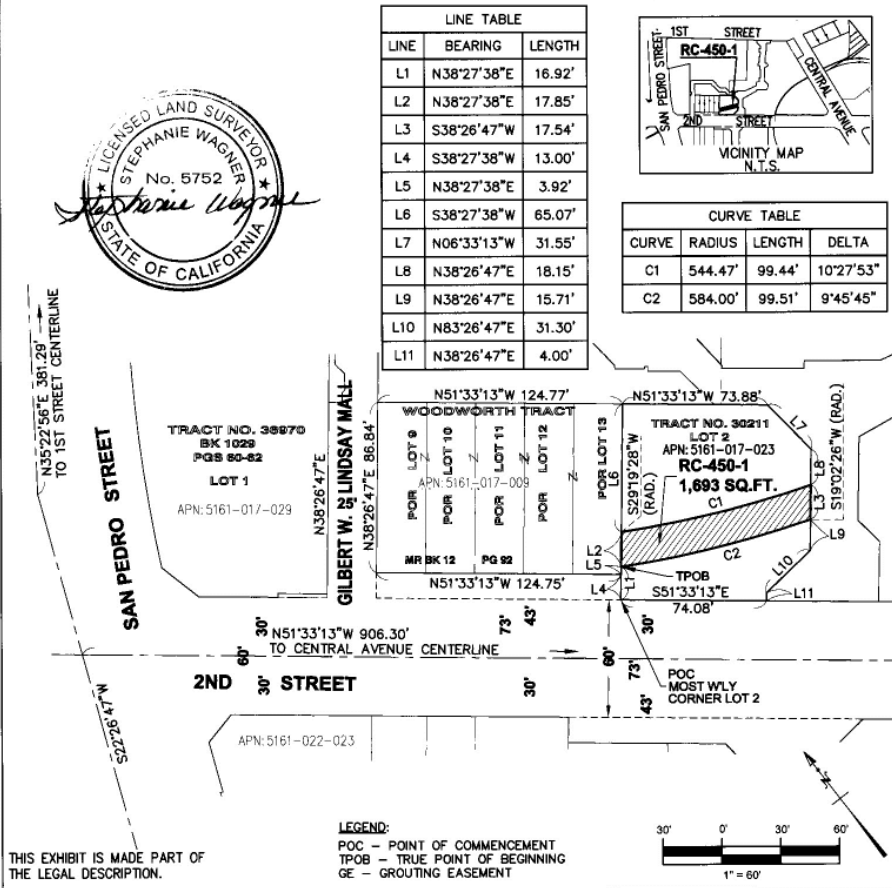 LINE TABLE
LINE BEARING LENGTH
L1 N38°27'38"E 16.92'
L2 N38°27'38"E 17.85'
L3 S38°26'47"W 17.54'
L4 S38°27'38"W 13.00'
L5 N38°27'38"E 3.92'
L6 S38°27'38"W 65.07'
L7 N06°33'13"W 31.55'
L8 N38°26'47"E 18.15'
L9 N38°26'47"E 15.71'
L10 N83°26'47"E 31.30'
L11 N38°26'47"E 4.00'
1ST STREET
RC-450-1
SAN PEDRO STREET
CENTRAL AVENUE
2ND STREET
VICINITY MAP
N.T.S.
LICENSED LAND SURVEYOR
STEPHANIE WAGNER
No. 5752
Stephanie Wagner
STATE OF CALIFORNIA
CURVE TABLE
CURVE RADIUS LENGTH DELTA
C1 544.47' 99.44' 10°27'53"
C2 584.00' 99.51' 9°45'45"
N35°22'56"E 381.29'
TO 1ST STREET CENTERLINE
SAN PEDRO STREET
TRACT NO. 36970
BK 1029
PGS 60-62
LOT 1
APN: 5161-017-029
N38°26'47"E
GILBERT W. LINDSAY MALL
25'
N38°26'47"E 86.84'
N51°33'13"W 124.77'
WOODWORTH TRACT
POR LOT 9
POR LOT 10
POR LOT 11
POR LOT 12
POR LOT 13
APN: 5161-017-009
MR BK 12 PG 92
N51°33'13"W 124.75'
N51°33'13"W 73.88'
TRACT NO. 30211
LOT 2
APN: 5161-017-023
RC-450-1
1,693 SQ.FT.
L6
S29°19'28"W
(RAD.)
L7
L8
L3
S19°02'26"W (RAD.)
C1
C2
L9
L2
L5
L4
L1
TPOB
L10
L11
S51°33'13"E
74.08'
N51°33'13"W 906.30'
TO CENTRAL AVENUE CENTERLINE
30'
60'
30'
73'
43'
30'
60'
30'
73'
43'
2ND STREET
POC
MOST W'LY
CORNER LOT 2
S22°26'47"W
APN: 5161-022-023
THIS EXHIBIT IS MADE PART OF
THE LEGAL DESCRIPTION.
LEGEND:
POC - POINT OF COMMENCEMENT
TPOB - TRUE POINT OF BEGINNING
GE - GROUTING EASEMENT
N
30' 0' 30' 60'
1" = 60'